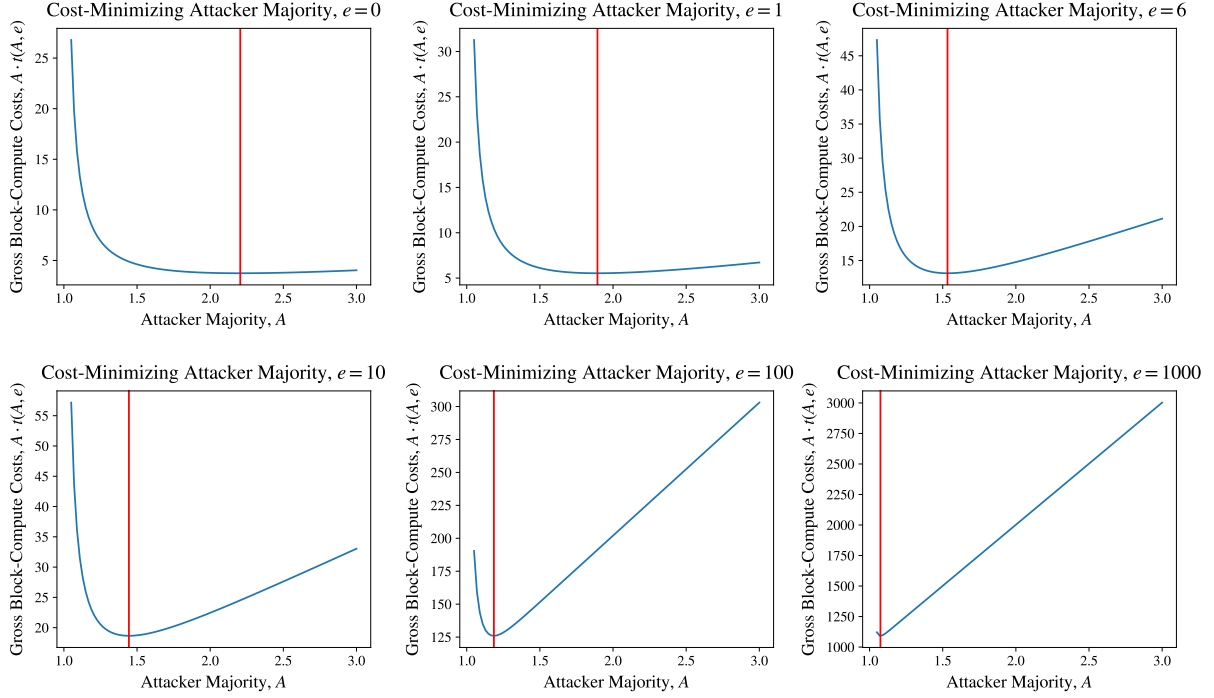 Cost-Minimizing Attacker Majority, e = 0
Gross Block-Compute Costs, A · t(A, e)
25
20
15
10
5
1.0 1.5 2.0 2.5 3.0
Attacker Majority, A
Cost-Minimizing Attacker Majority, e = 1
Gross Block-Compute Costs, A · t(A, e)
30
25
20
15
10
5
1.0 1.5 2.0 2.5 3.0
Attacker Majority, A
Cost-Minimizing Attacker Majority, e = 6
Gross Block-Compute Costs, A · t(A, e)
45
40
35
30
25
20
15
1.0 1.5 2.0 2.5 3.0
Attacker Majority, A
Cost-Minimizing Attacker Majority, e = 10
Gross Block-Compute Costs, A · t(A, e)
55
50
45
40
35
30
25
20
1.0 1.5 2.0 2.5 3.0
Attacker Majority, A
Cost-Minimizing Attacker Majority, e = 100
Gross Block-Compute Costs, A · t(A, e)
300
275
250
225
200
175
150
125
1.0 1.5 2.0 2.5 3.0
Attacker Majority, A
Cost-Minimizing Attacker Majority, e = 1000
Gross Block-Compute Costs, A · t(A, e)
3000
2750
2500
2250
2000
1750
1500
1250
1000
1.0 1.5 2.0 2.5 3.0
Attacker Majority, A